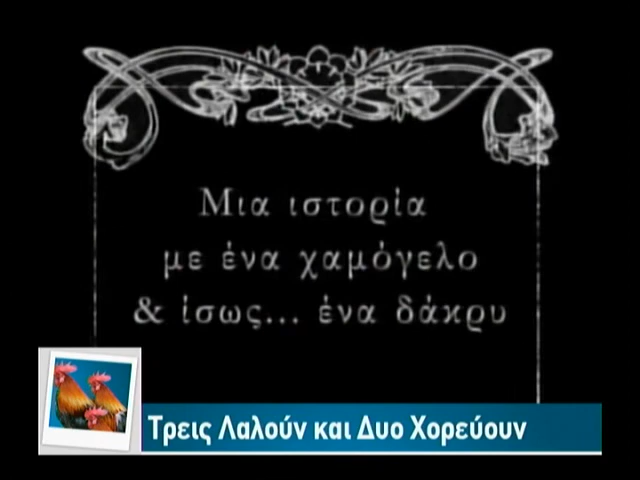 Μια ιστορία
με ένα χαμόγελο
& ίσως... ένα δάκρυ
Τρεις Λαλούν και Δυο Χορεύουν